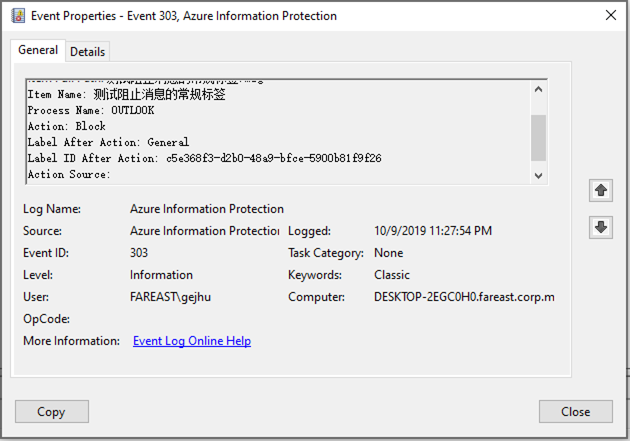 Event Properties - Event 303, Azure Information Protection
General
Details
Item Name: 测试阻止消息的常规标签
Process Name: OUTLOOK
Action: Block
Label After Action: General
Label ID After Action: c5e368f3-d2b0-48a9-bfce-5900b81f9f26
Action Source:
Log Name: Azure Information Protection
Source: Azure Information Protection Logged: 10/9/2019 11:27:54 PM
Event ID: 303 Task Category: None
Level: Information Keywords: Classic
User: FAREAST\gejhu Computer: DESKTOP-2EGC0H0.fareast.corp.m
OpCode:
More Information: Event Log Online Help
Copy
Close